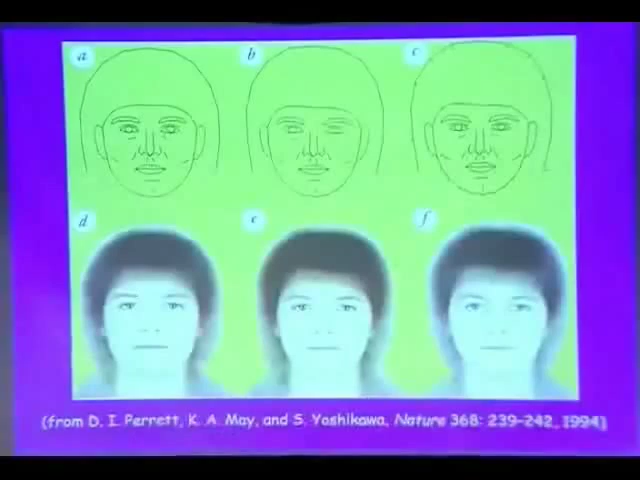 a b c
d e f
(from D. I. Perrett, K. A. May, and S. Yoshikawa, Nature 368: 239-242, 1994)